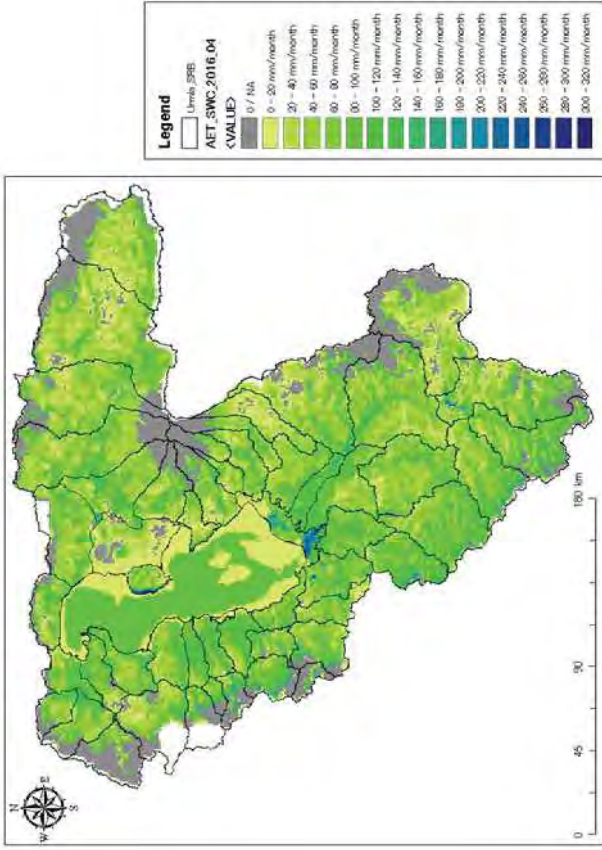 N
W
E
S
0
45
90
180 km
Legend
Urmia_SRB
AET_SWC_2016_04
<VALUE>
0 / NA
0 - 20 mm/month
20 - 40 mm/month
40 - 60 mm/month
60 - 80 mm/month
80 - 100 mm/month
100 - 120 mm/month
120 - 140 mm/month
140 - 160 mm/month
160 - 180 mm/month
180 - 200 mm/month
200 - 220 mm/month
220 - 240 mm/month
240 - 260 mm/month
260 - 280 mm/month
280 - 300 mm/month
300 - 320 mm/month